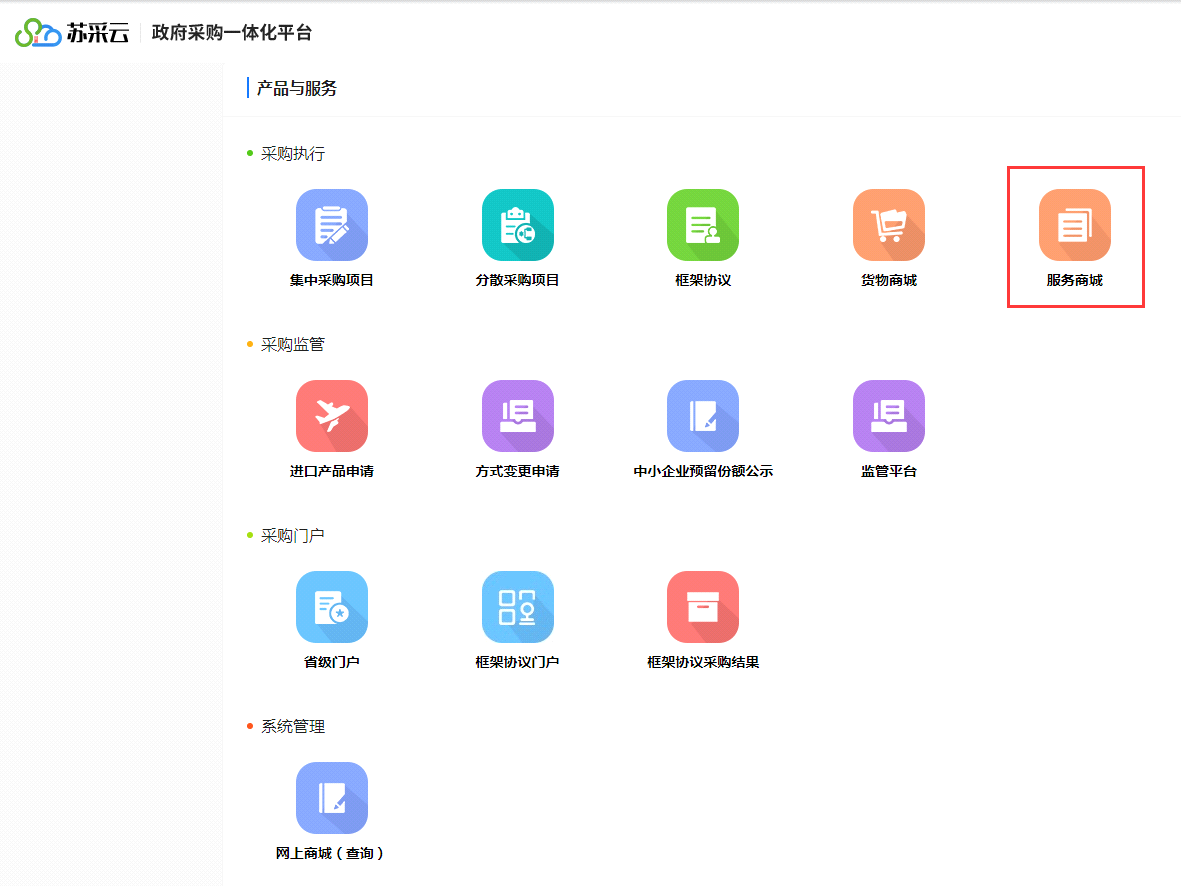 苏采云 政府采购一体化平台
产品与服务
采购执行
集中采购项目 分散采购项目 框架协议 货物商城 服务商城
采购监管
进口产品申请 方式变更申请 中小企业预留份额公示 监管平台
采购门户
省级门户 框架协议门户 框架协议采购结果
系统管理
网上商城（查询）